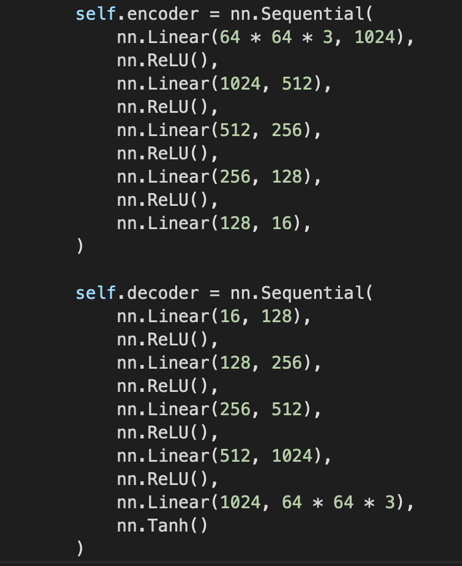 self.encoder = nn.Sequential(
    nn.Linear(64 * 64 * 3, 1024),
    nn.ReLU(),
    nn.Linear(1024, 512),
    nn.ReLU(),
    nn.Linear(512, 256),
    nn.ReLU(),
    nn.Linear(256, 128),
    nn.ReLU(),
    nn.Linear(128, 16),
)
self.decoder = nn.Sequential(
    nn.Linear(16, 128),
    nn.ReLU(),
    nn.Linear(128, 256),
    nn.ReLU(),
    nn.Linear(256, 512),
    nn.ReLU(),
    nn.Linear(512, 1024),
    nn.ReLU(),
    nn.Linear(1024, 64 * 64 * 3),
    nn.Tanh()
)